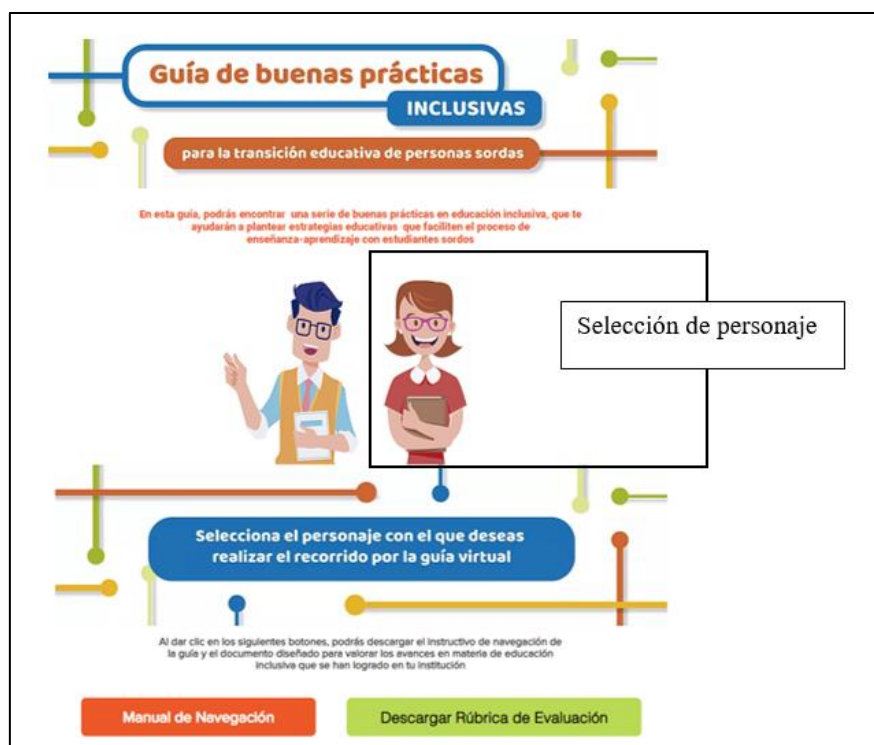 Guía de buenas prácticas
INCLUSIVAS
para la transición educativa de personas sordas
En esta guía, podrás encontrar una serie de buenas prácticas en educación inclusiva, que te
ayudarán a plantear estrategias educativas que faciliten el proceso de
enseñanza-aprendizaje con estudiantes sordos
Selección de personaje
Selecciona el personaje con el que deseas
realizar el recorrido por la guía virtual
Al dar clic en los siguientes botones, podrás descargar el instructivo de navegación de
la guía y el documento diseñado para valorar los avances en materia de educación
inclusiva que se han logrado en tu institución
Manual de Navegación
Descargar Rúbrica de Evaluación